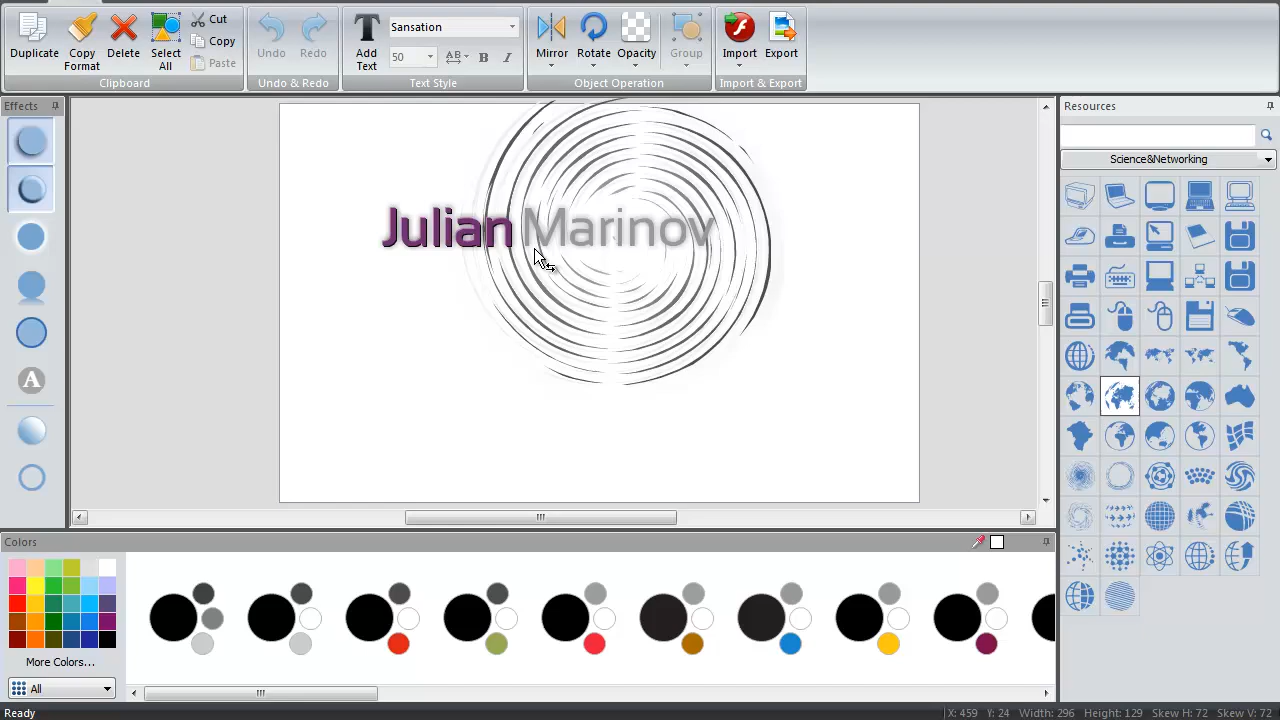 Duplicate
Copy
Format
Delete
Select
All
Cut
Copy
Paste
Clipboard
Undo
Redo
Undo & Redo
Add
Text
Sansation
50
AB
B
I
Text Style
Mirror
Rotate
Opacity
Group
Object Operation
Import
Export
Import & Export
Effects
A
Julian Marinov
Resources
Science&Networking
Colors
More Colors...
All
Ready
X: 459 Y: 24 Width: 296 Height: 129 Skew H: 72 Skew V: 72